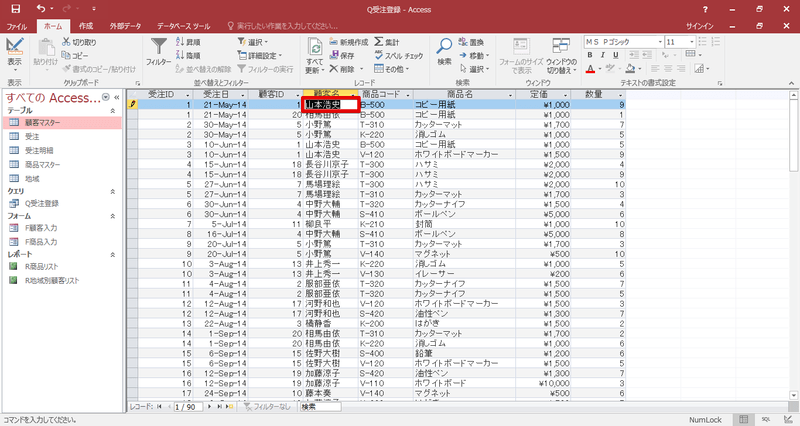 Q受注登録 - Access
ファイル ホーム 作成 外部データ データベース ツール 実行したい作業を入力してください。 サインイン
表示 貼り付け 切り取り コピー 書式のコピー/貼り付け
フィルター 昇順 降順 並べ替えの解除 選択 詳細設定 フィルターの実行
すべて更新 新規作成 保存 削除 集計 スペル チェック その他
検索 置換 移動 選択
フォームのサイズで表示 ウィンドウの切り替え
MS Pゴシック 11
表示 クリップボード 並べ替えとフィルター レコード 検索 ウィンドウ テキストの書式設定
すべての Access...
テーブル
顧客マスター
受注
受注明細
商品マスター
地域
クエリ
Q受注登録
フォーム
F顧客入力
F商品入力
レポート
R商品リスト
R地域別顧客リスト
受注ID 受注日 顧客ID 顧客名 商品コード 商品名 定価 数量
1 21-May-14 1 山本浩史 B-500 コピー用紙 ¥1,000 9
1 21-May-14 20 相馬由依 B-500 コピー用紙 ¥1,000 1
2 30-May-14 5 小野篤 T-310 カッターマット ¥1,700 7
2 30-May-14 5 小野篤 K-220 消しゴム ¥1,000 5
3 10-Jun-14 1 山本浩史 B-500 コピー用紙 ¥1,000 5
3 10-Jun-14 1 山本浩史 V-120 ホワイトボードマーカー ¥1,500 9
4 15-Jun-14 18 長谷川京子 T-300 ハサミ ¥2,000 9
4 15-Jun-14 18 長谷川京子 T-300 ハサミ ¥2,000 4
5 27-Jun-14 7 馬場理絵 K-200 ハサミ ¥2,000 10
5 27-Jun-14 7 馬場理絵 T-310 カッターマット ¥1,700 3
6 30-Jun-14 4 中野大輔 T-320 カッターナイフ ¥1,500 4
6 30-Jun-14 4 中野大輔 S-410 ボールペン ¥5,000 6
7 5-Jul-14 11 柳良平 K-210 封筒 ¥1,000 10
8 16-Jul-14 4 中野大輔 S-410 ボールペン ¥5,000 8
9 20-Jul-14 5 小野篤 T-310 カッターマット ¥1,700 3
9 20-Jul-14 5 小野篤 V-140 マグネット ¥500 10
10 3-Aug-14 13 井上秀一 K-220 消しゴム ¥1,000 5
10 3-Aug-14 13 井上秀一 V-130 イレーサー ¥200 6
11 4-Aug-14 2 服部亜依 T-320 カッターナイフ ¥1,500 7
11 4-Aug-14 2 服部亜依 T-320 カッターナイフ ¥1,500 5
12 12-Aug-14 17 河野和也 V-120 ホワイトボードマーカー ¥1,500 3
12 12-Aug-14 17 河野和也 S-420 油性ペン ¥1,300 7
13 22-Aug-14 3 橘静香 K-200 はがき ¥1,500 2
14 1-Sep-14 20 相馬由依 T-310 カッターマット ¥1,700 2
14 1-Sep-14 20 相馬由依 K-220 消しゴム ¥1,000 6
15 6-Sep-14 15 佐野大樹 S-400 鉛筆 ¥1,200 6
15 6-Sep-14 15 佐野大樹 V-120 ホワイトボードマーカー ¥1,500 5
16 12-Sep-14 19 加藤涼子 S-420 油性ペン ¥1,300 7
16 12-Sep-14 19 加藤涼子 V-110 ホワイトボード ¥10,000 3
17 24-Sep-14 10 藤本奏 V-140 マグネット ¥500 6
レコード: 1 / 90 フィルターなし 検索
コマンドを入力してください。 NumLock